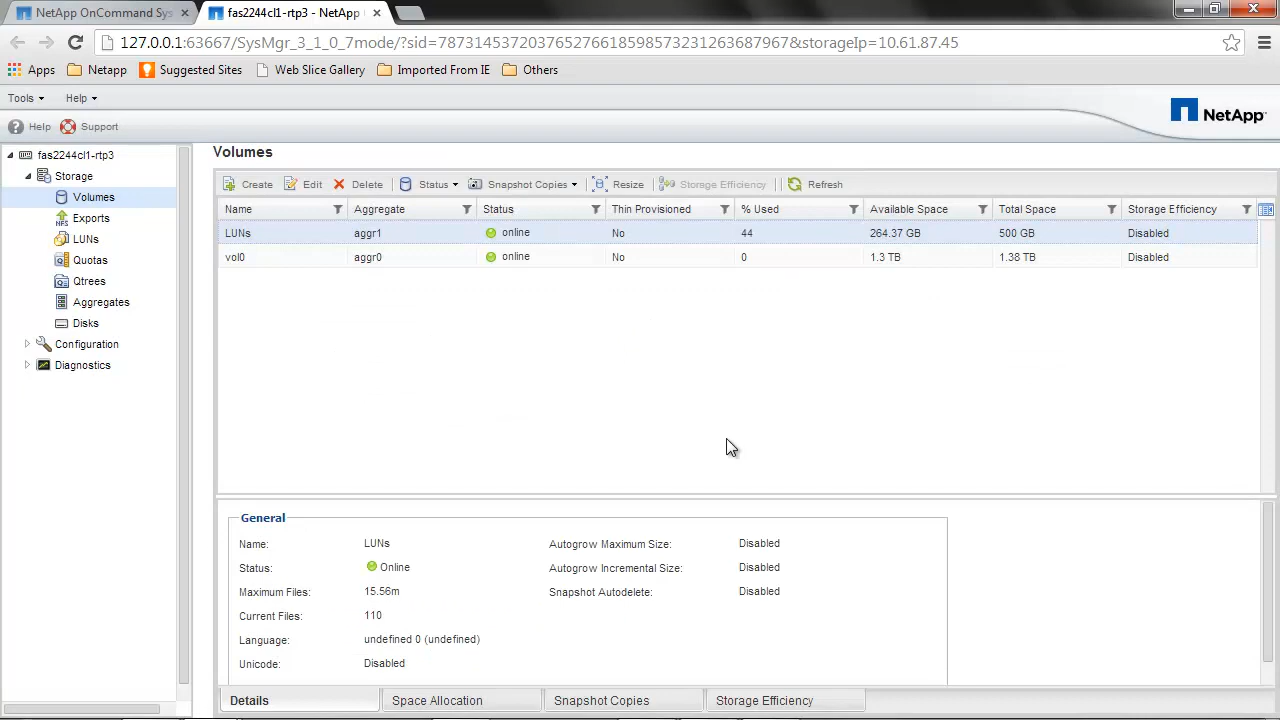 NetApp OnCommand Sys
fas2244cl1-rtp3 - NetApp
127.0.0.1:63667/SysMgr_3_1_0_7mode/?sid=7873145372037652766185985732312636 87967&storageIp=10.61.87.45
Apps Netapp Suggested Sites Web Slice Gallery Imported From IE Others
Tools Help
NetApp
Help Support
fas2244cl1-rtp3
Storage
Volumes
Exports
LUNs
Quotas
Qtrees
Aggregates
Disks
Configuration
Diagnostics
Volumes
Create Edit Delete Status Snapshot Copies Resize Storage Efficiency Refresh
Name Aggregate Status Thin Provisioned % Used Available Space Total Space Storage Efficiency
LUNs aggr1 online No 44 264.37 GB 500 GB Disabled
vol0 aggr0 online No 0 1.3 TB 1.38 TB Disabled
General
Name: LUNs Autogrow Maximum Size: Disabled
Status: Online Autogrow Incremental Size: Disabled
Maximum Files: 15.56m Snapshot Autodelete: Disabled
Current Files: 110
Language: undefined 0 (undefined)
Unicode: Disabled
Details Space Allocation Snapshot Copies Storage Efficiency